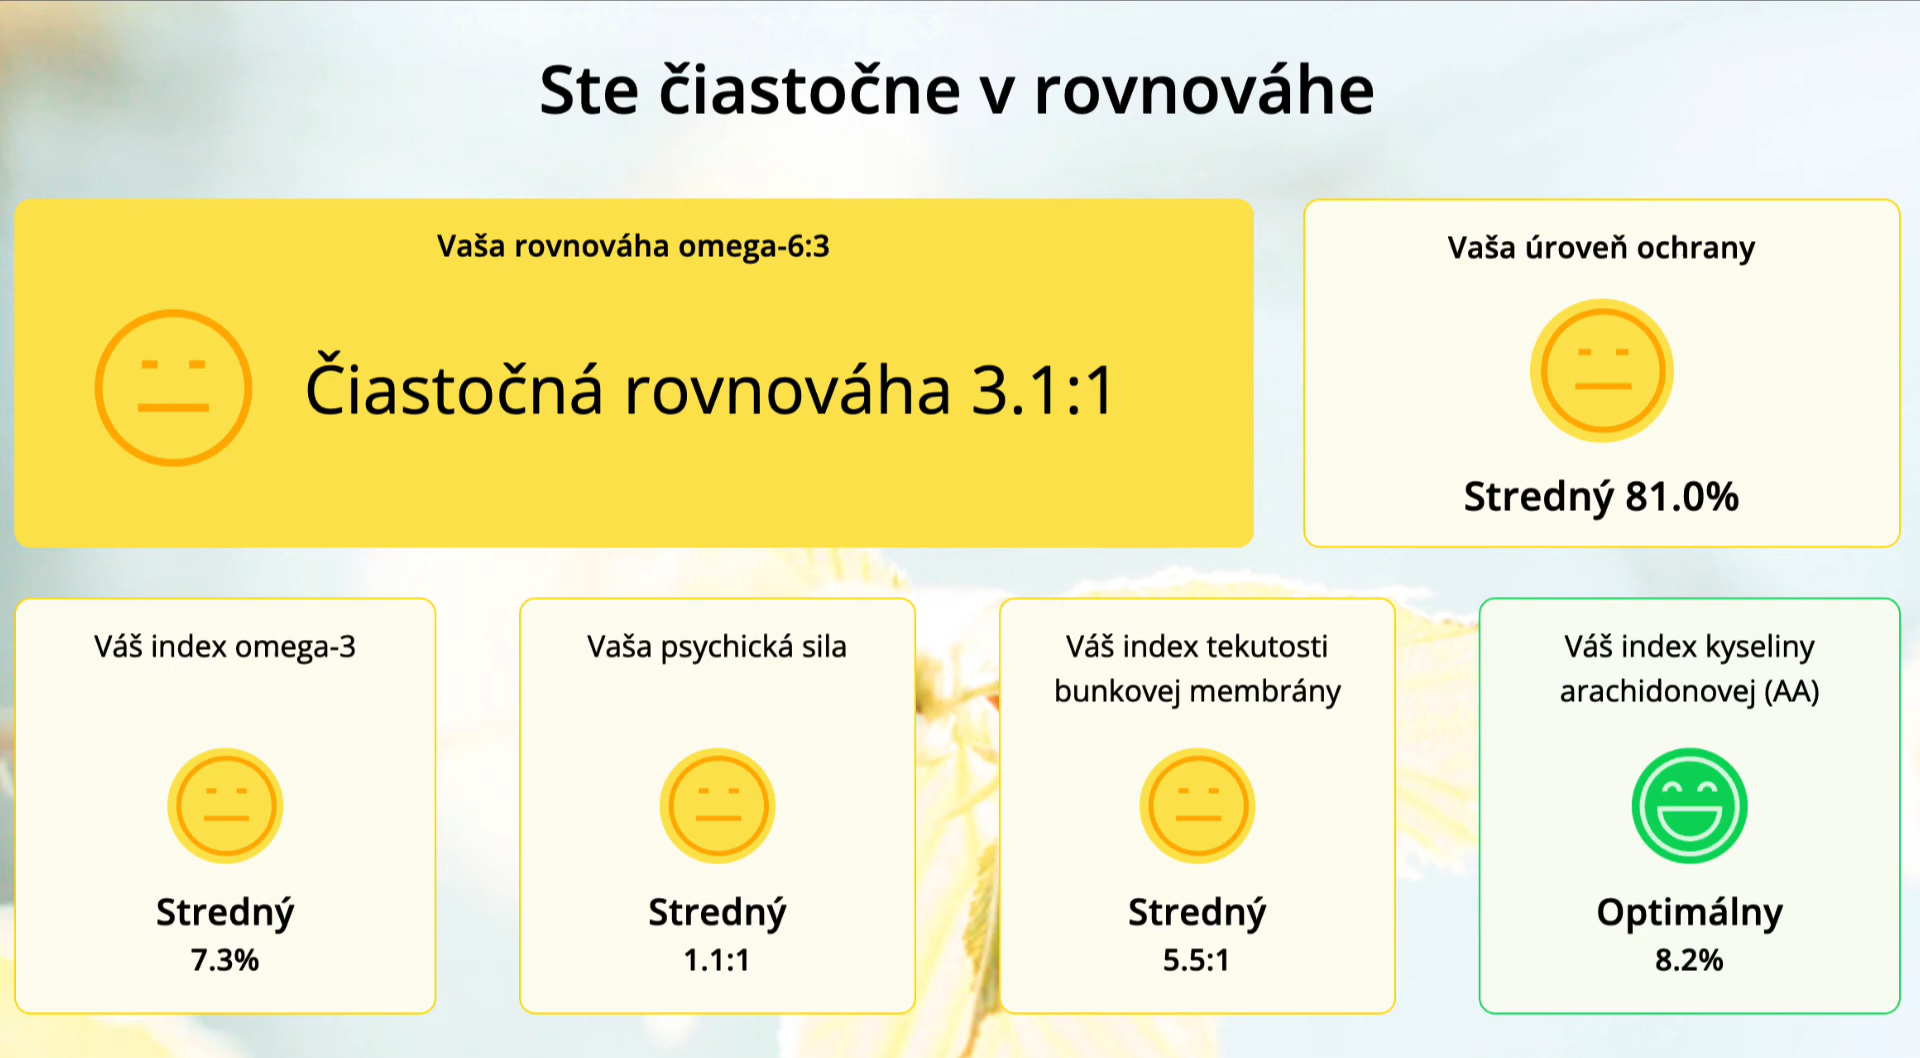 Ste čiastočne v rovnováhe
Vaša rovnováha omega-6:3
Čiastočná rovnováha 3.1:1
Vaša úroveň ochrany
Stredný 81.0%
Váš index omega-3
Stredný
7.3%
Vaša psychická sila
Stredný
1.1:1
Váš index tekutosti
bunkovej membrány
Stredný
5.5:1
Váš index kyseliny
arachidonovej (AA)
Optimálny
8.2%